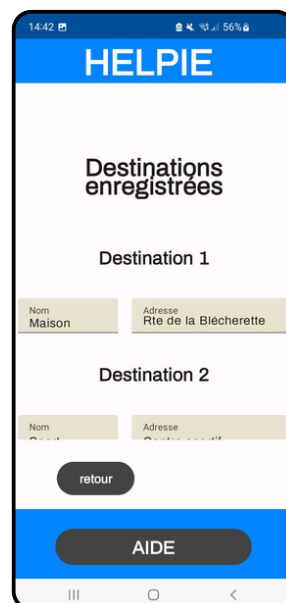 14:42 56%
HELPIE
Destinations
enregistrées
Destination 1
Nom Adresse
Maison Rte de la Blécherette
Destination 2
Nom Adresse
retour
AIDE